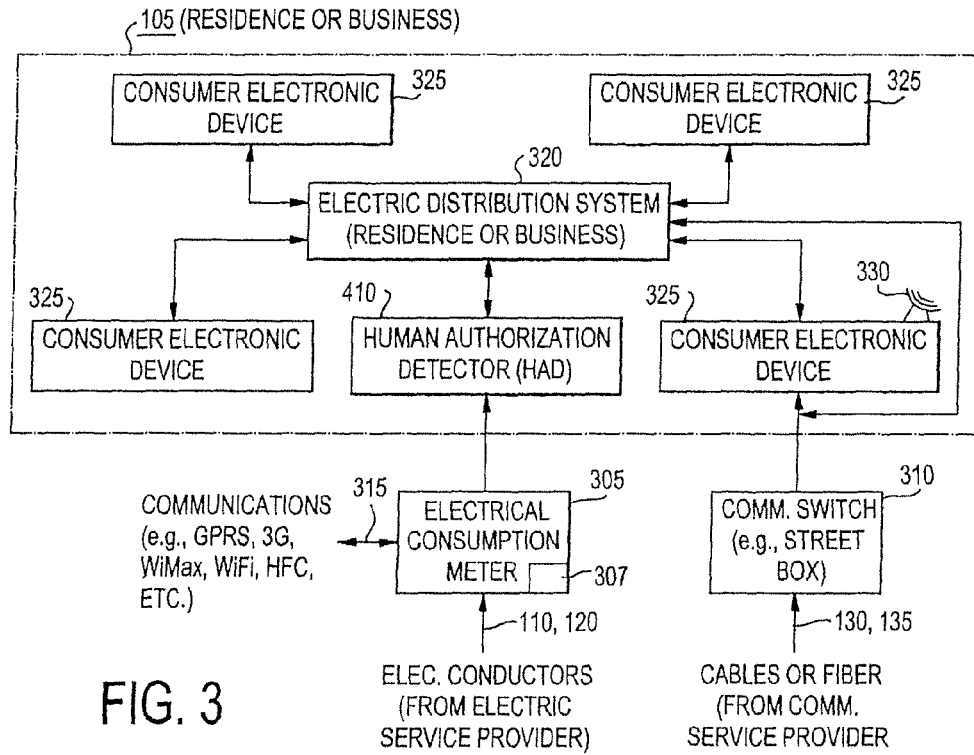 105 (RESIDENCE OR BUSINESS)
CONSUMER ELECTRONIC
DEVICE
325
CONSUMER ELECTRONIC
DEVICE
325
320
ELECTRIC DISTRIBUTION SYSTEM
(RESIDENCE OR BUSINESS)
325
CONSUMER ELECTRONIC
DEVICE
410
HUMAN AUTHORIZATION
DETECTOR (HAD)
325
330
CONSUMER ELECTRONIC
DEVICE
COMMUNICATIONS
(e.g., GPRS, 3G,
WiMax, WiFi, HFC,
ETC.)
315
305
ELECTRICAL
CONSUMPTION
METER
307
310
COMM. SWITCH
(e.g., STREET
BOX)
110, 120
130, 135
ELEC. CONDUCTORS
(FROM ELECTRIC
SERVICE PROVIDER)
CABLES OR FIBER
(FROM COMM.
SERVICE PROVIDER
FIG. 3